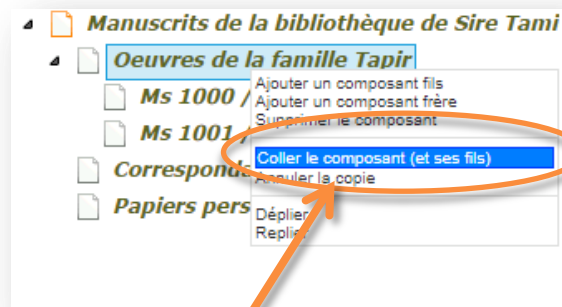 Manuscrits de la bibliothèque de Sire Tami
Oeuvres de la famille Tapir
Ms 1000 /
Ajouter un composant fils
Ajouter un composant frère
Ms 1001 /
Supprimer le composant
Coller le composant (et ses fils)
Corresponda
Annuler la copie
Papiers pers
Déplier
Replier